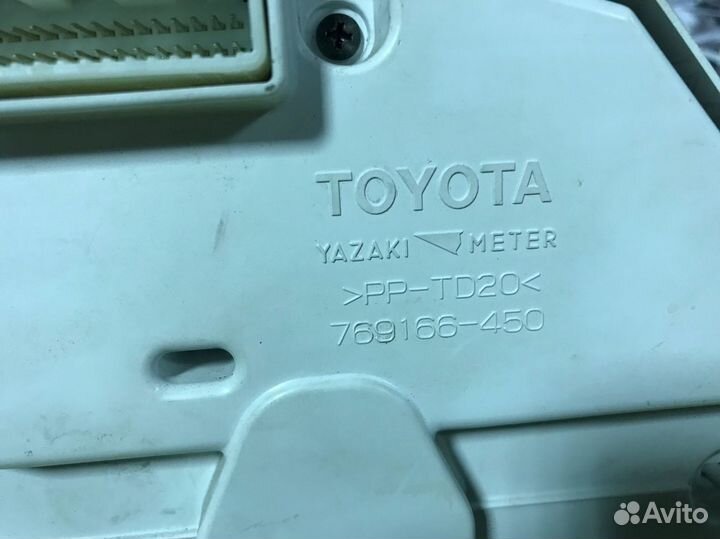 TOYOTA
YAZAKI METER
>PP-TD20<
769166-450
Avito